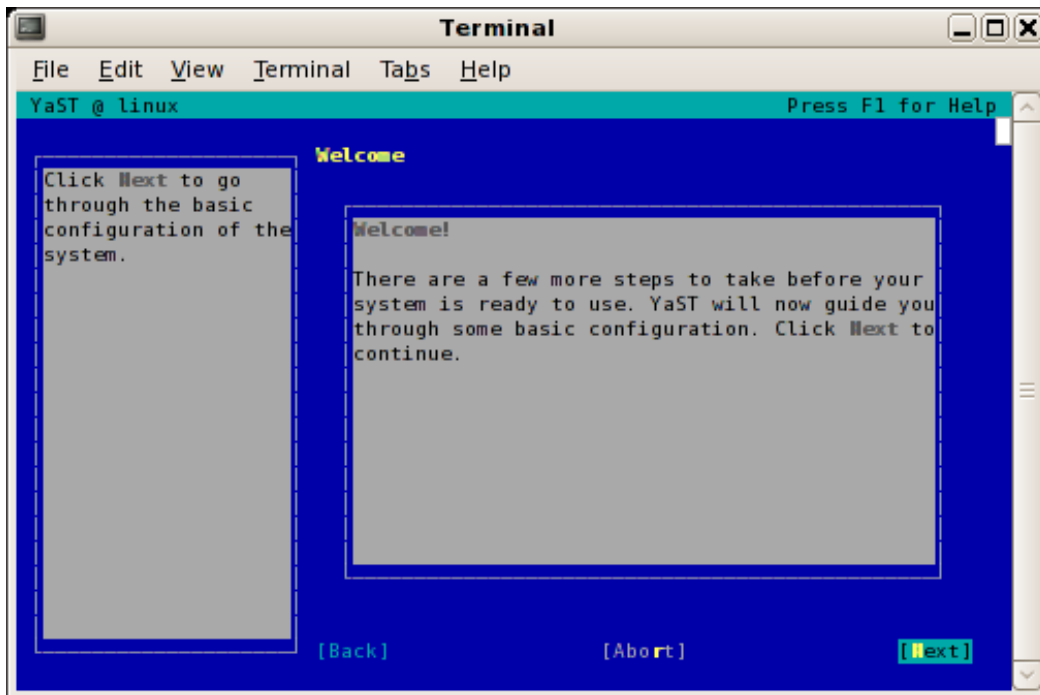 Terminal
File Edit View Terminal Tabs Help
YaST @ linux Press F1 for Help
Click Next to go
through the basic
configuration of the
system.
Welcome
Welcome!
There are a few more steps to take before your
system is ready to use. YaST will now guide you
through some basic configuration. Click Next to
continue.
[Back] [Abort] [Next]